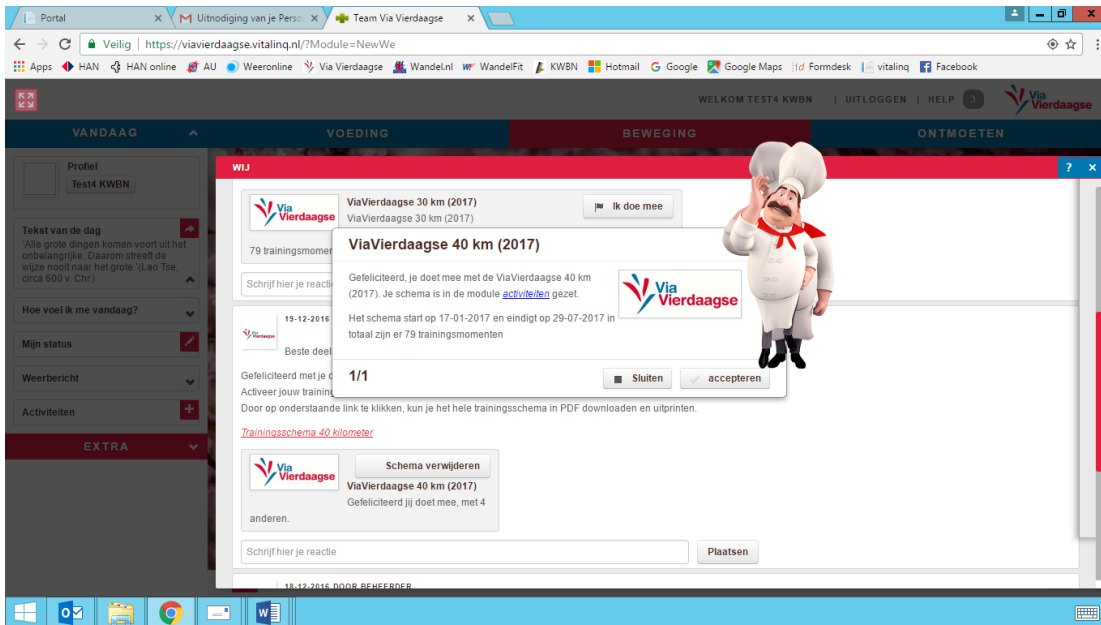 Portal
Uitnodiging van je Perso
Team Via Vierdaagse
Veilig | https://viavierdaagse.vitalinq.nl/?Module=NewWe
Apps HAN HAN online AU Weeronline Via Vierdaagse Wandel.nl WandelFit KWBN Hotmail Google Google Maps Formdesk vitalinq Facebook
WELKOM TEST4 KWBN | UITLOGGEN | HELP 3
Via Vierdaagse
VANDAAG VOEDING BEWEGING ONTMOETEN
Profiel
Test4 KWBN
Tekst van de dag
'Alle grote dingen komen voort uit het
onbelangrijke. Daarom streeft de
wijze nooit naar het grote.'(Lao Tse,
circa 600 v. Chr.)
Hoe voel ik me vandaag?
Mijn status
Weerbericht
Activiteiten
EXTRA
WIJ ? x
Via Vierdaagse
ViaVierdaagse 30 km (2017)
ViaVierdaagse 30 km (2017)
Ik doe mee
79 trainingsmomen
Schrijf hier je reacti
ViaVierdaagse 40 km (2017)
Gefeliciteerd, je doet mee met de ViaVierdaagse 40 km
(2017). Je schema is in de module activiteiten gezet.
Het schema start op 17-01-2017 en eindigt op 29-07-2017 in
totaal zijn er 79 trainingsmomenten
Via
Vierdaagse
1/1
Sluiten
accepteren
19-12-2016
Beste deel
Gefeliciteerd met je d
Activeer jouw training
Door op onderstaande link te klikken, kun je het hele trainingsschema in PDF downloaden en uitprinten.
Trainingsschema 40 kilometer
Via
Vierdaagse
Schema verwijderen
ViaVierdaagse 40 km (2017)
Gefeliciteerd jij doet mee, met 4
anderen.
Schrijf hier je reactie
Plaatsen
18-12-2016 DOOR BEHEERDER